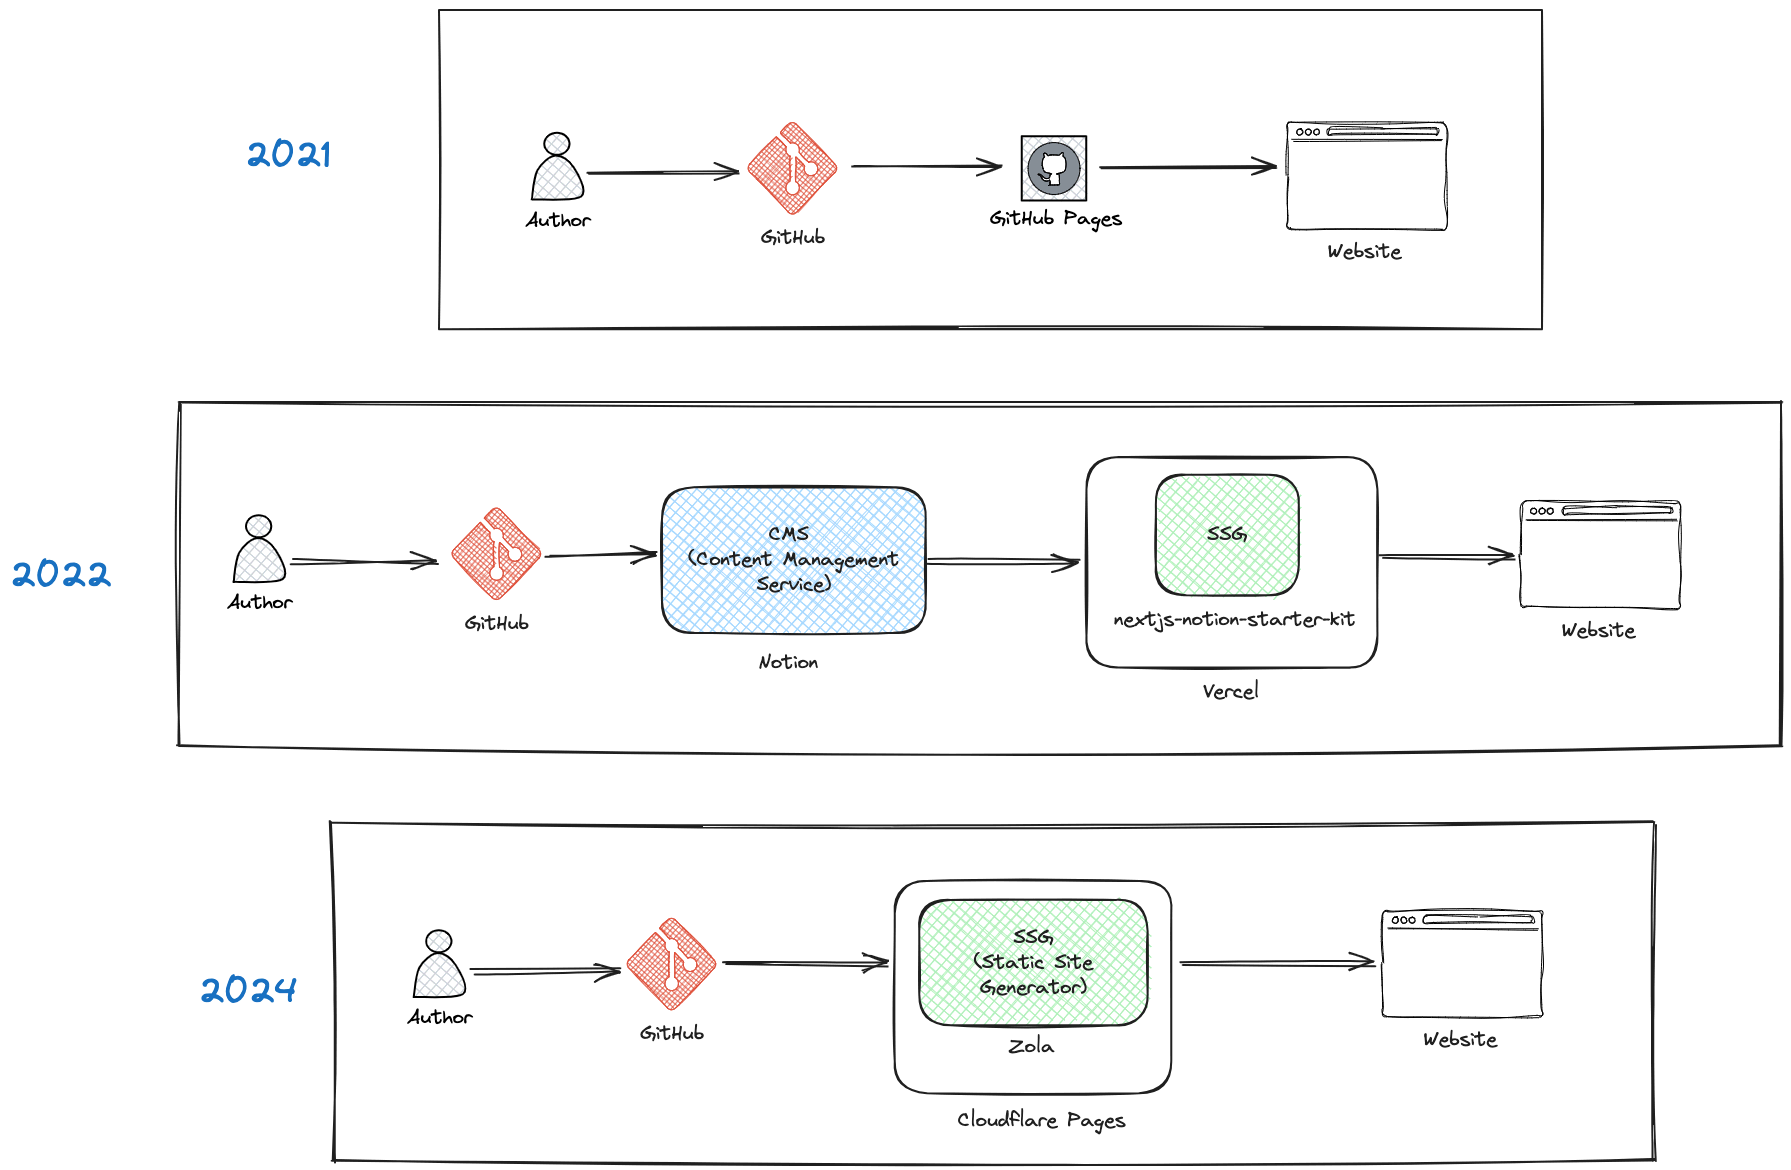 2021
Author
GitHub
GitHub Pages
Website
2022
Author
GitHub
CMS
(Content Management
Service)
Notion
SSG
nextjs-notion-starter-kit
Vercel
Website
2024
Author
GitHub
SSG
(Static Site
Generator)
Zola
Cloudflare Pages
Website